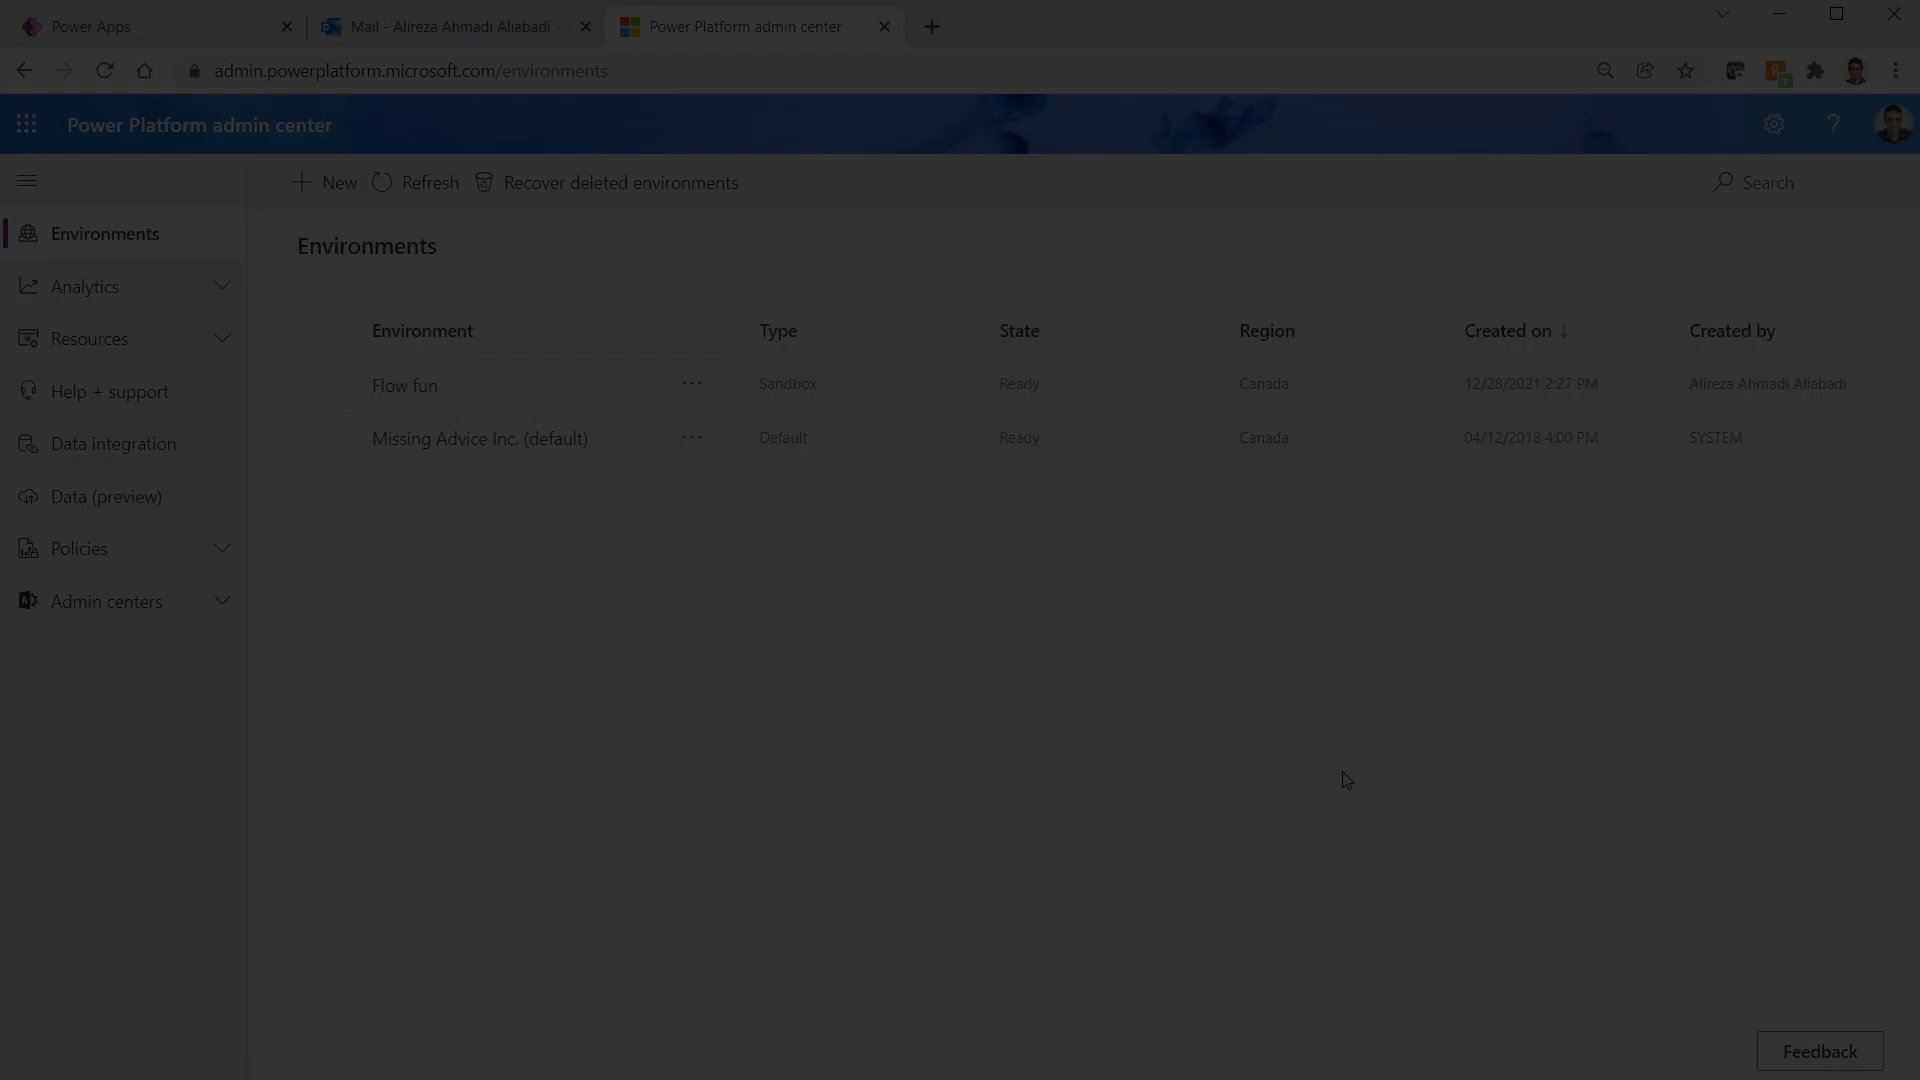 Power Apps
Mail - Alireza Ahmadi Aliabadi -
Power Platform admin center
admin.powerplatform.microsoft.com/environments
Power Platform admin center
New
Refresh
Recover deleted environments
Search
Environments
Analytics
Resources
Help + support
Data integration
Data (preview)
Policies
Admin centers
Environments
Environment Type State Region Created on ↓ Created by
Flow fun ... Sandbox Ready Canada 12/28/2021 2:27 PM Alireza Ahmadi Aliabadi
Missing Advice Inc. (default) ... Default Ready Canada 04/12/2018 4:00 PM SYSTEM
Feedback